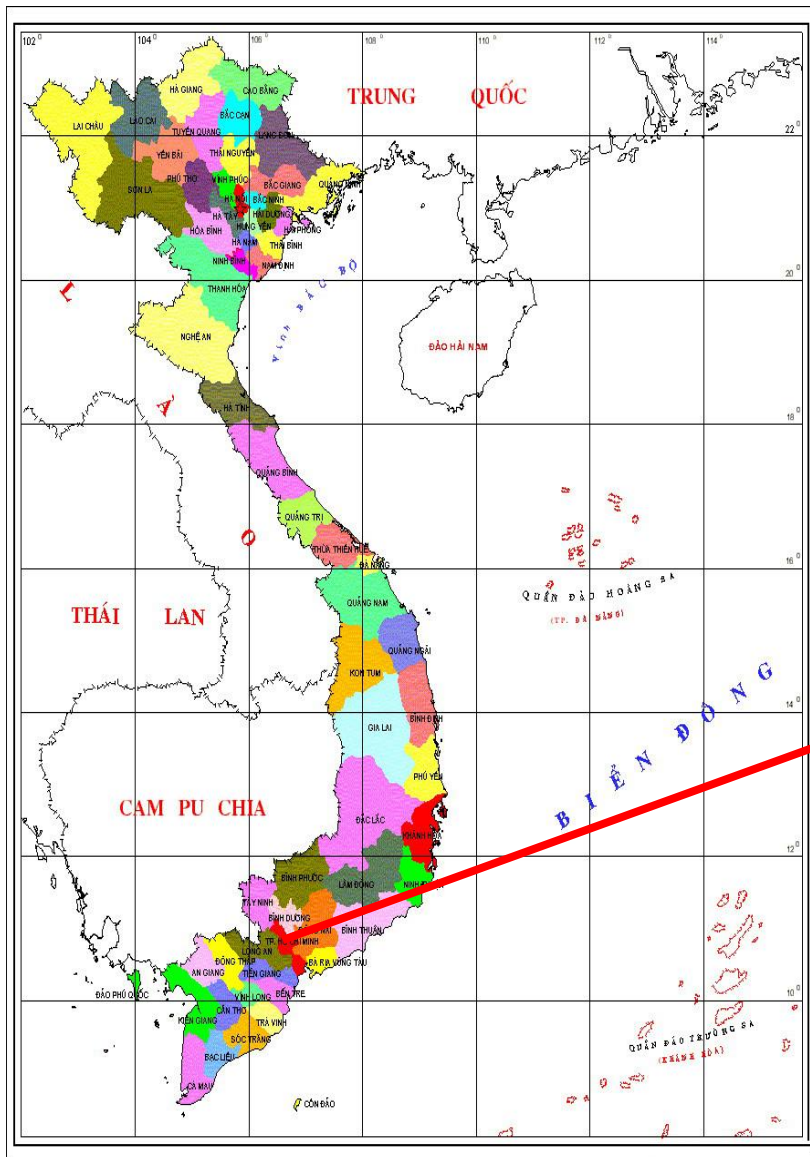 102° 104° 106° 108° 110° 112° 114°
TRUNG QUỐC
HÀ GIANG
CAO BẰNG
LAI CHÂU
LAO CAI
BẮC CẠN
TUYÊN QUANG
YÊN BÁI
THÁI NGUYÊN
22°
SƠN LA
PHÚ THỌ
VĨNH PHÚC
BẮC GIANG
HÀ NỘI
BẮC NINH
HÀ TÂY
HẢI DƯƠNG
HƯNG YÊN
HÒA BÌNH
HÀ NAM
THÁI BÌNH
NINH BÌNH
NAM ĐỊNH
20°
THANH HÓA
Vịnh BẮC BỘ
LÀO
NGHỆ AN
ĐẢO HẢI NAM
HÀ TĨNH
18°
QUẢNG BÌNH
QUẢNG TRỊ
THỪA THIÊN HUẾ
ĐÀ NẴNG
16°
QUẦN ĐẢO HOÀNG SA
(TP. ĐÀ NẴNG)
THÁI LAN
QUẢNG NAM
QUẢNG NGÃI
KON TUM
14°
BÌNH ĐỊNH
GIA LAI
BIỂN ĐÔNG
PHÚ YÊN
CAM PU CHIA
ĐẮC LẮC
KHÁNH HÒA
12°
BÌNH PHƯỚC
LÂM ĐỒNG
TÂY NINH
BÌNH DƯƠNG
BÌNH THUẬN
LONG AN
BÀ RỊA VŨNG TÀU
ĐỒNG THÁP
AN GIANG
TIỀN GIANG
BẾN TRE
ĐẢO PHÚ QUỐC
VĨNH LONG
10°
KIÊN GIANG
CẦN THƠ
TRÀ VINH
SÓC TRĂNG
QUẦN ĐẢO TRƯỜNG SA
(KHÁNH HÒA)
BẠC LIÊU
CÀ MAU
CÔN ĐẢO